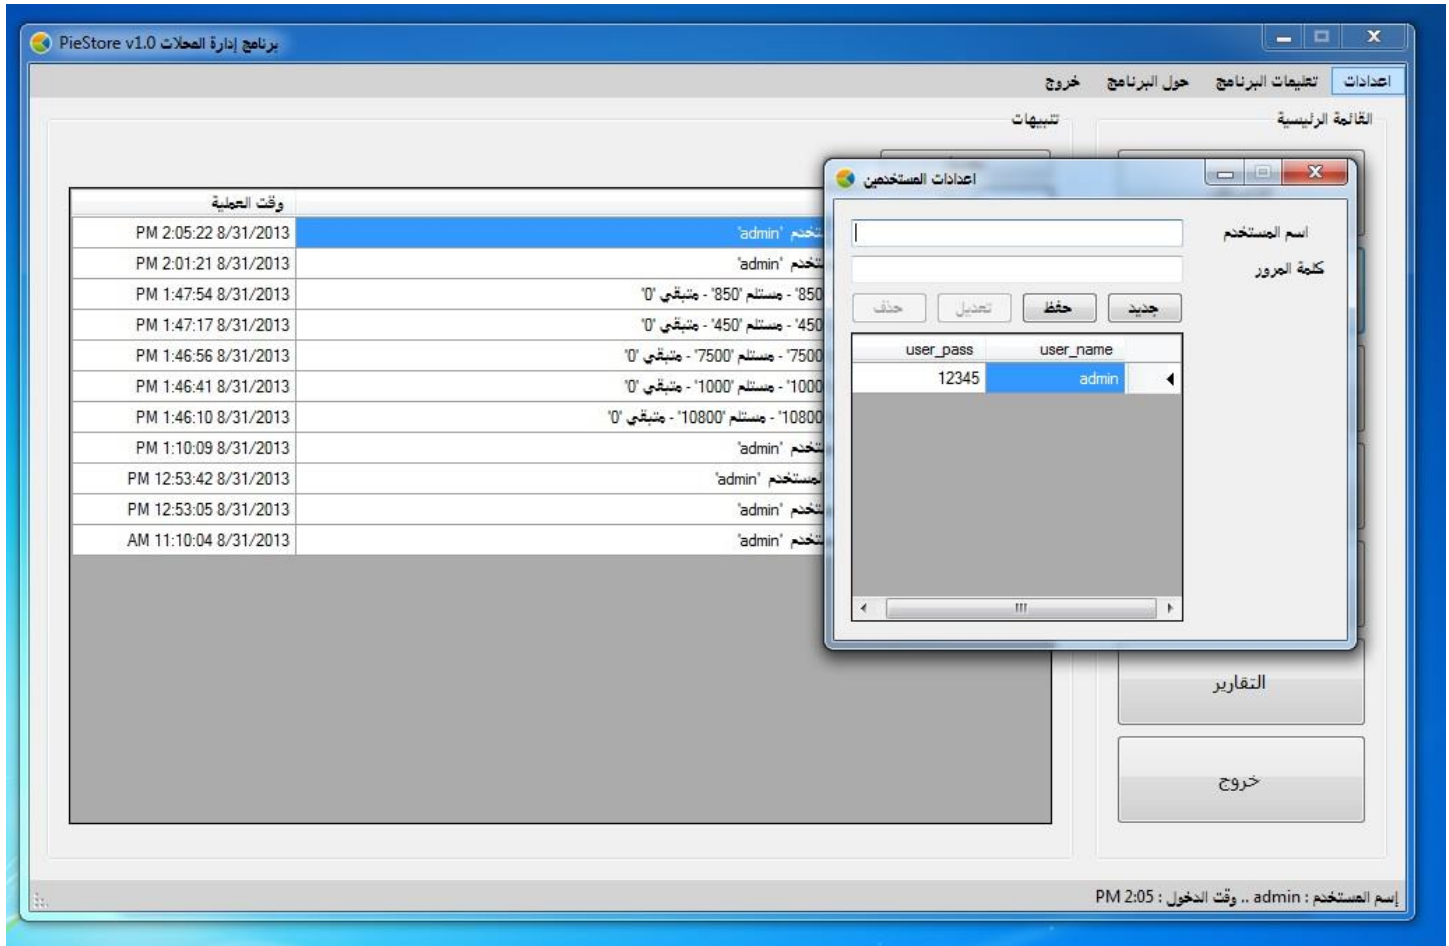 برنامج إدارة المحلات PieStore v1.0
اعدادات تعليمات البرنامج حول البرنامج خروج
القائمة الرئيسية
تنبيهات
وقت العملية
'admin' PM 2:05:22 8/31/2013
'admin' PM 2:01:21 8/31/2013
850' - مستلم '850' - متبقي '0' PM 1:47:54 8/31/2013
450' - مستلم '450' - متبقي '0' PM 1:47:17 8/31/2013
7500' - مستلم '7500' - متبقي '0' PM 1:46:56 8/31/2013
1000' - مستلم '1000' - متبقي '0' PM 1:46:41 8/31/2013
10800' - مستلم '10800' - متبقي '0' PM 1:46:10 8/31/2013
'admin' PM 1:10:09 8/31/2013
المستخدم 'admin' PM 12:53:42 8/31/2013
'admin' PM 12:53:05 8/31/2013
'admin' AM 11:10:04 8/31/2013
اعدادات المستخدمين
اسم المستخدم
كلمة المرور
جديد حفظ تعديل حذف
user_name user_pass
admin 12345
التقارير
خروج
إسم المستخدم : admin .. وقت الدخول : PM 2:05